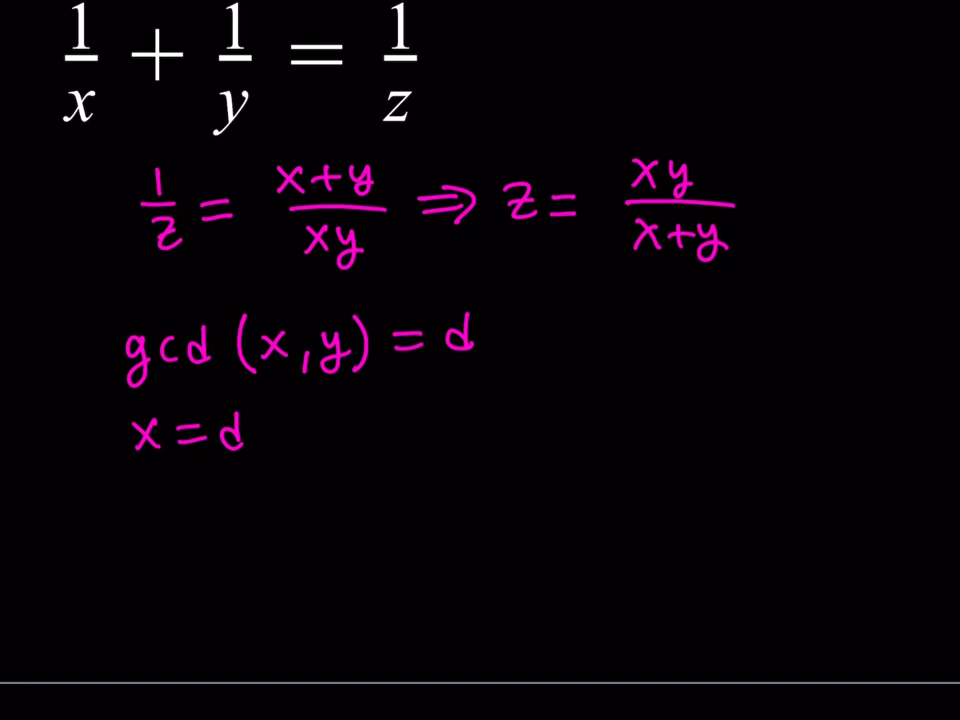 1/x + 1/y = 1/z
1/z = x+y/xy ⇒ z = xy/x+y
gcd (x,y) = d
x = d